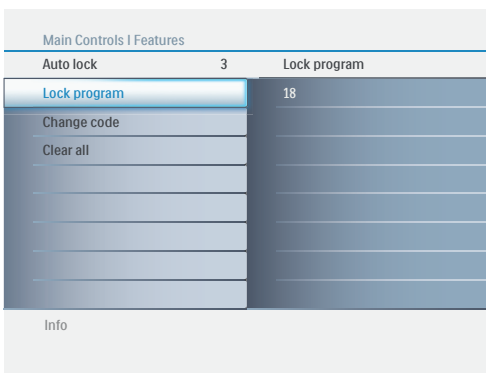 Main Controls I Features
Auto lock 3 Lock program
Lock program 18
Change code
Clear all
Info